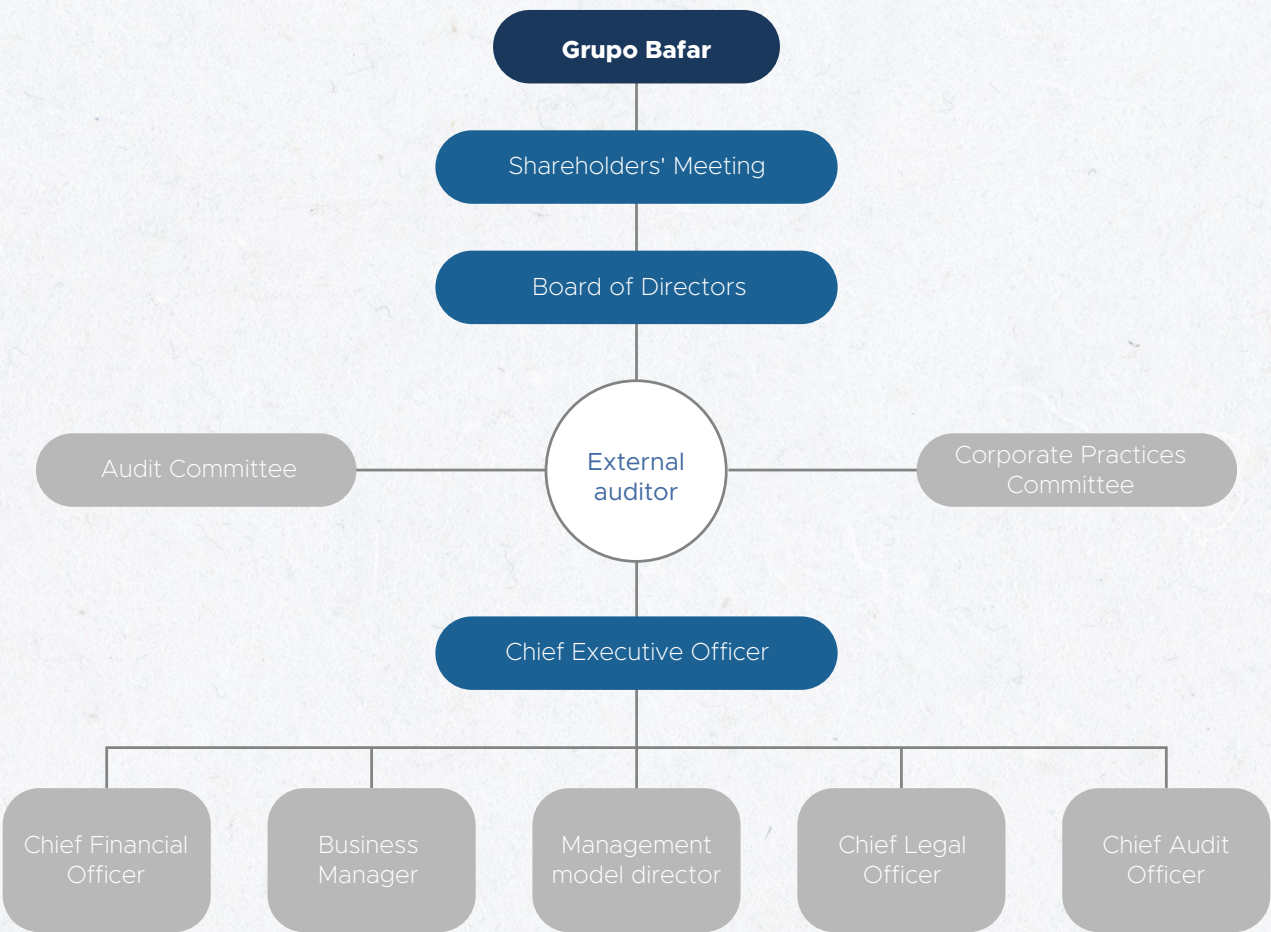 Grupo Bafar
Shareholders' Meeting
Board of Directors
Audit Committee
External
auditor
Corporate Practices
Committee
Chief Executive Officer
Chief Financial
Officer
Business
Manager
Management
model director
Chief Legal
Officer
Chief Audit
Officer